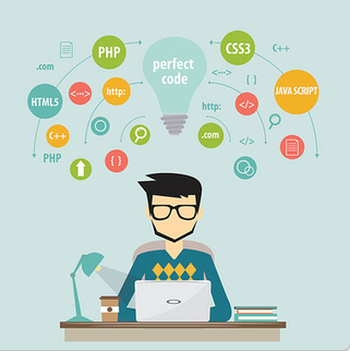 PHP
CSS3
C++
.com
perfect
code
<··>
{ }
HTML5
http:
<··>
JAVA SCRIPT
http:
</>
C++
.com
</>
PHP
{ }